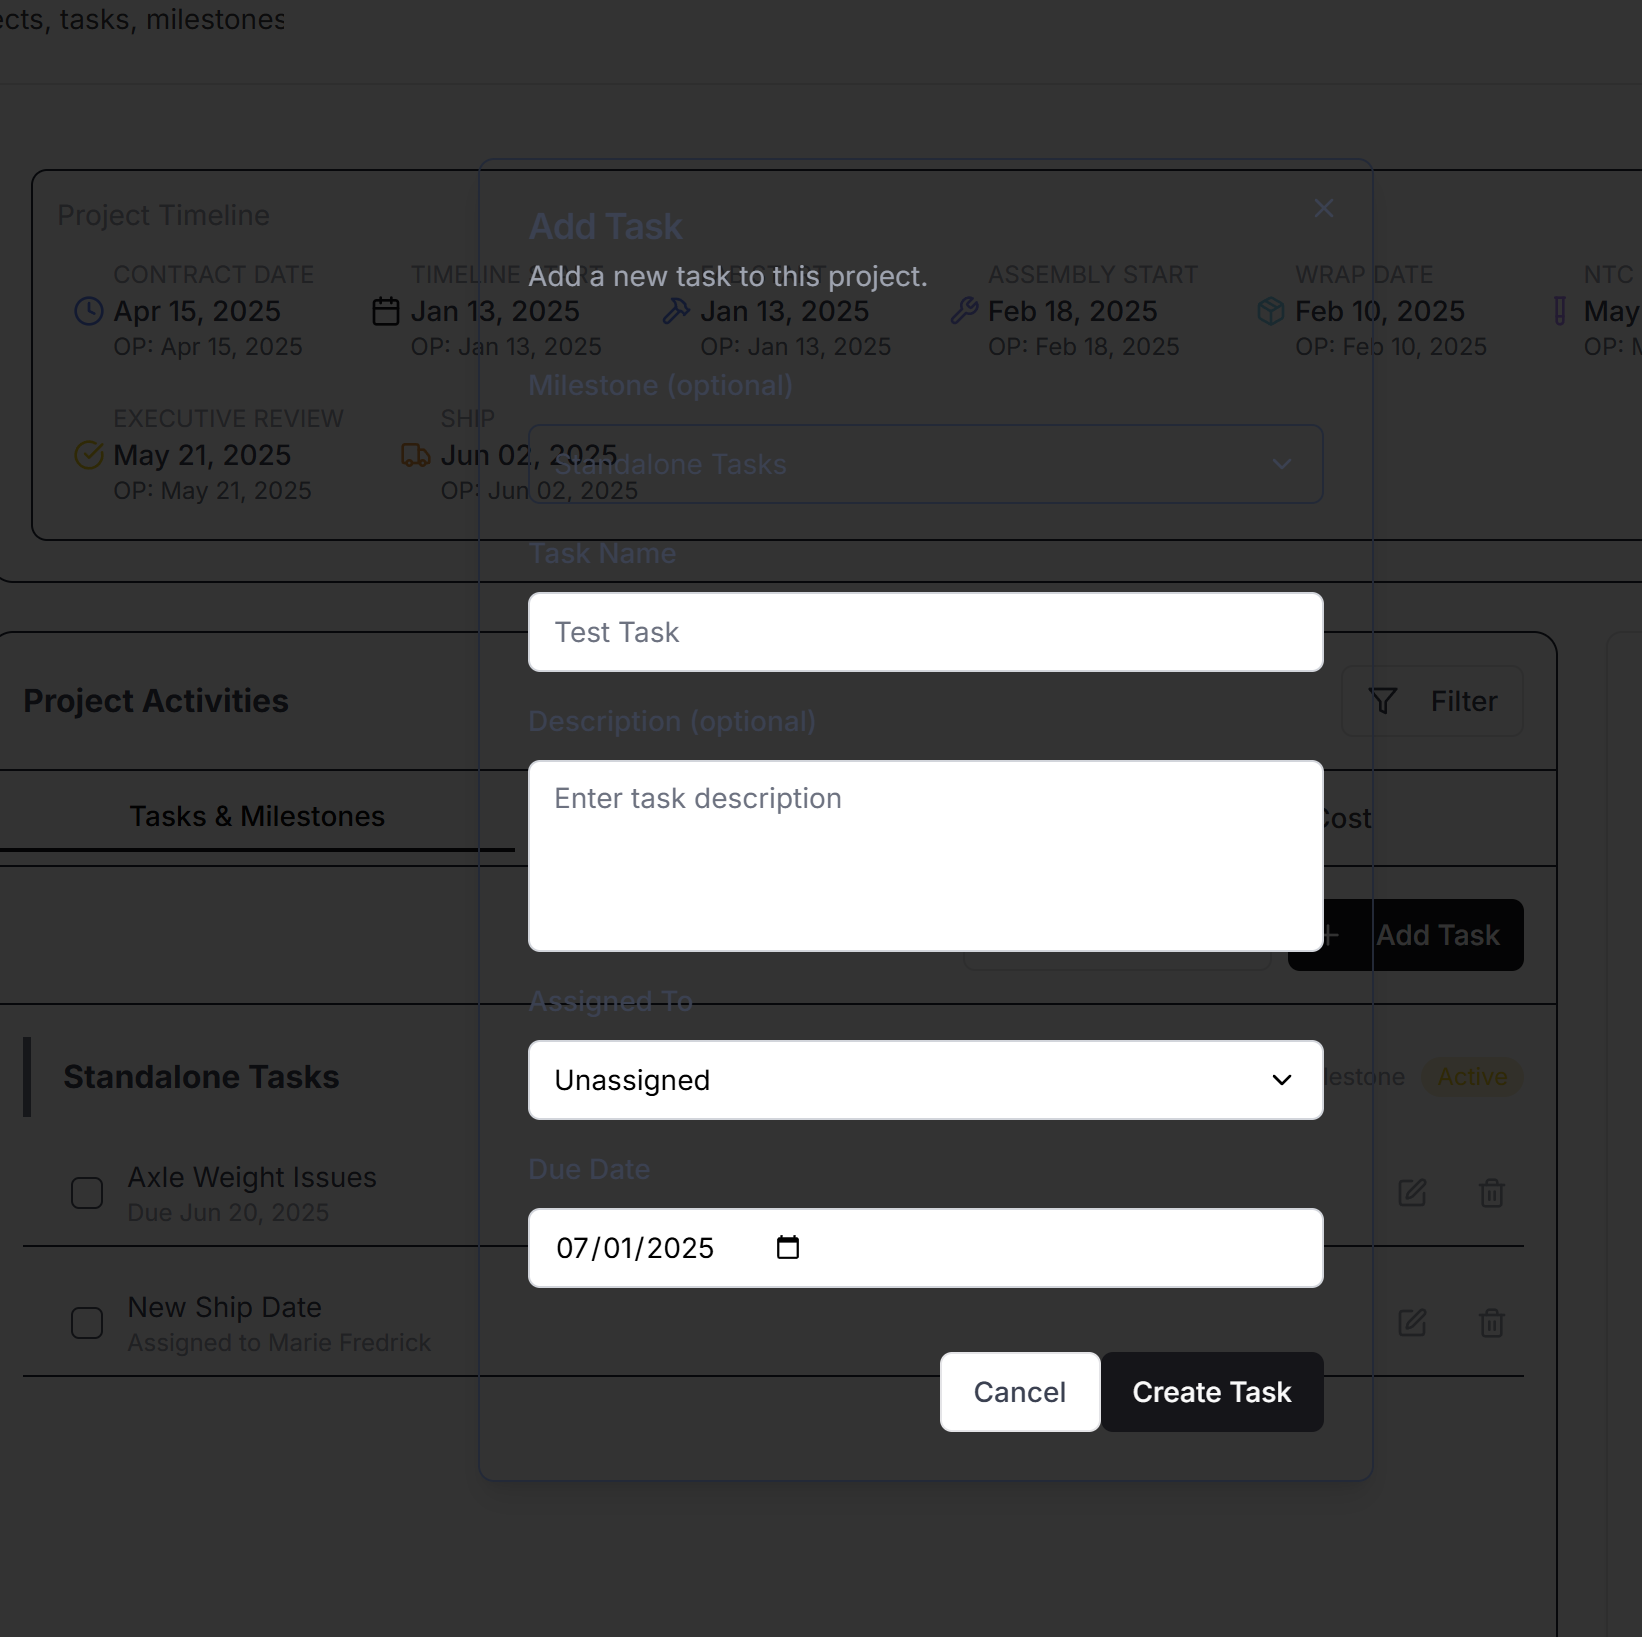 ects, tasks, milestones
Project Timeline
CONTRACT DATE
Apr 15, 2025
OP: Apr 15, 2025
TIMELINE START
Jan 13, 2025
OP: Jan 13, 2025
Jan 13, 2025
OP: Jan 13, 2025
ASSEMBLY START
Feb 18, 2025
OP: Feb 18, 2025
WRAP DATE
Feb 10, 2025
OP: Feb 10, 2025
NTC
May
OP: M
EXECUTIVE REVIEW
May 21, 2025
OP: May 21, 2025
SHIP
Jun 02, 2025
OP: Jun 02, 2025
Add Task
Add a new task to this project.
Milestone (optional)
Standalone Tasks
Task Name
Test Task
Description (optional)
Enter task description
Assigned To
Unassigned
Due Date
07/01/2025
Cancel
Create Task
Project Activities
Filter
Tasks & Milestones
Cost
Add Task
Standalone Tasks
lestone
Active
Axle Weight Issues
Due Jun 20, 2025
New Ship Date
Assigned to Marie Fredrick